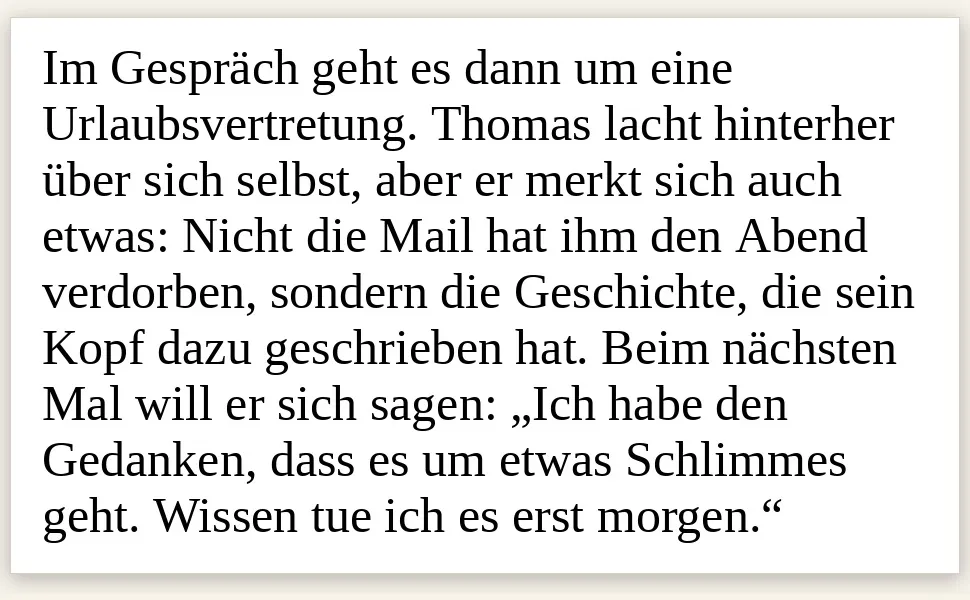 Im Gespräch geht es dann um eine
Urlaubsvertretung. Thomas lacht hinterher
über sich selbst, aber er merkt sich auch
etwas: Nicht die Mail hat ihm den Abend
verdorben, sondern die Geschichte, die sein
Kopf dazu geschrieben hat. Beim nächsten
Mal will er sich sagen: „Ich habe den
Gedanken, dass es um etwas Schlimmes
geht. Wissen tue ich es erst morgen.“